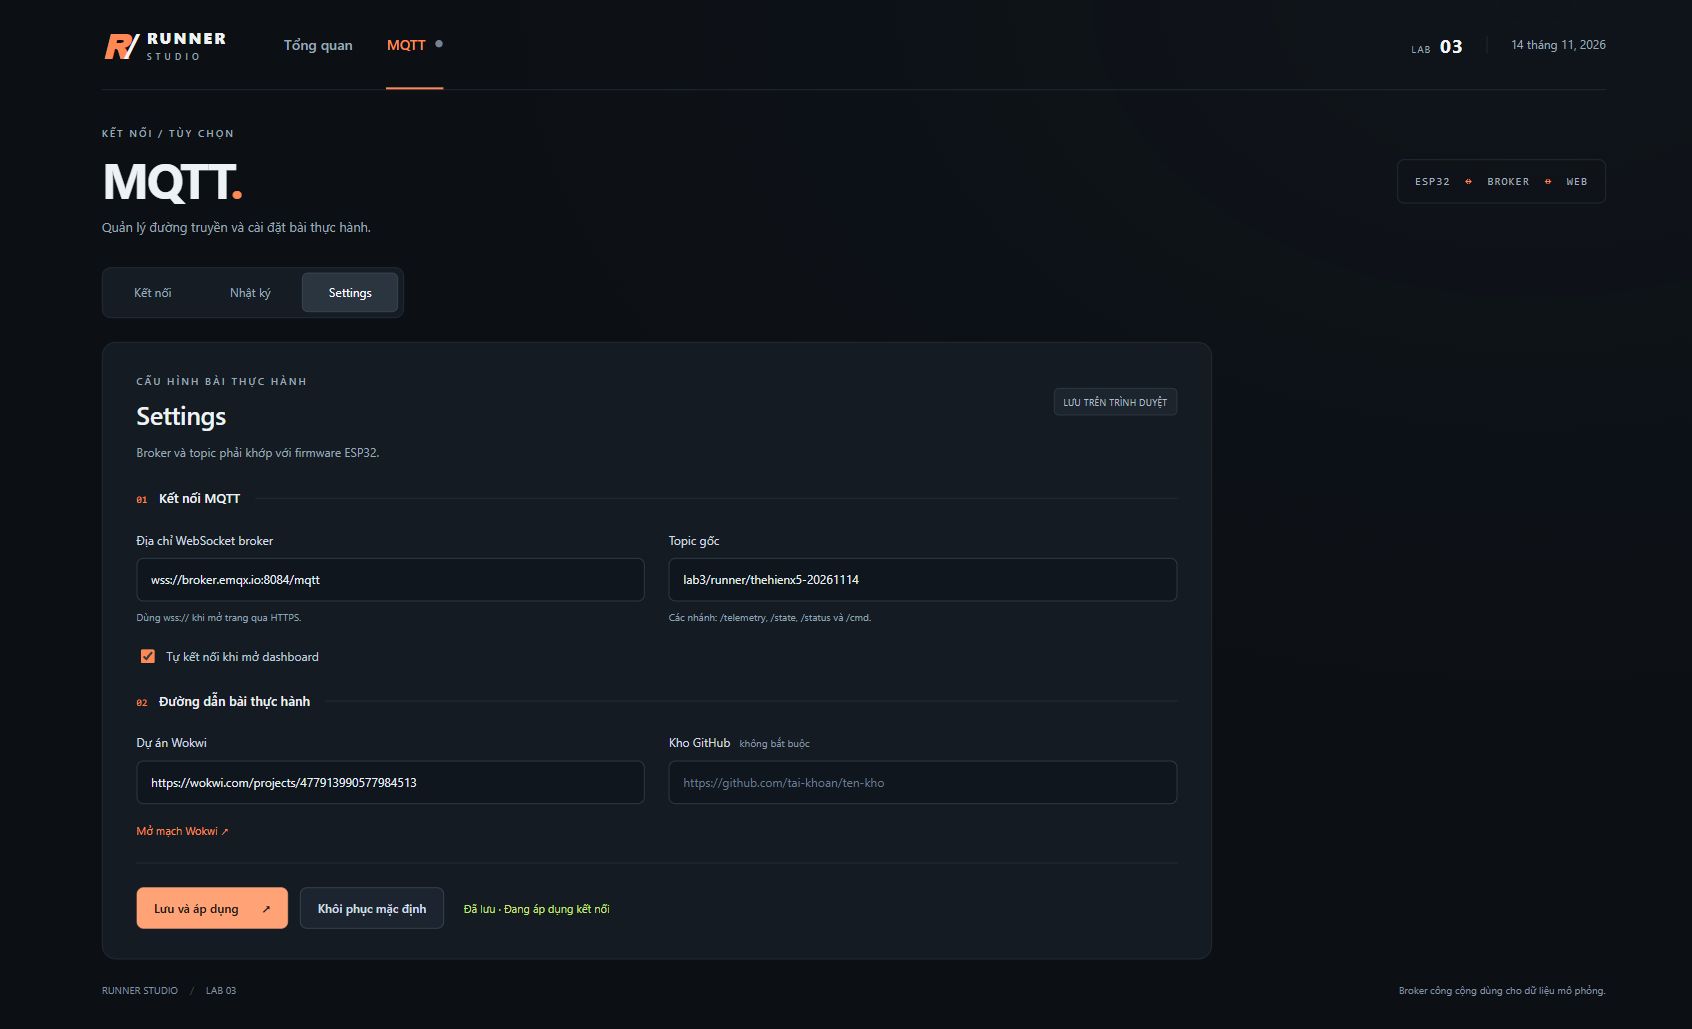 RUNNER
STUDIO
Tổng quan
MQTT
LAB 03
14 tháng 11, 2026
KẾT NỐI / TÙY CHỌN
MQTT.
ESP32 ↔ BROKER ↔ WEB
Quản lý đường truyền và cài đặt bài thực hành.
Kết nối
Nhật ký
Settings
CẤU HÌNH BÀI THỰC HÀNH
Settings
LƯU TRÊN TRÌNH DUYỆT
Broker và topic phải khớp với firmware ESP32.
01 Kết nối MQTT
Địa chỉ WebSocket broker
Topic gốc
wss://broker.emqx.io:8084/mqtt
lab3/runner/thehienx5-20261114
Dùng wss:// khi mở trang qua HTTPS.
Các nhánh: /telemetry, /state, /status và /cmd.
Tự kết nối khi mở dashboard
02 Đường dẫn bài thực hành
Dự án Wokwi
Kho GitHub không bắt buộc
https://wokwi.com/projects/477913990577984513
https://github.com/tai-khoan/ten-kho
Mở mạch Wokwi ↗
Lưu và áp dụng ↗
Khôi phục mặc định
Đã lưu · Đang áp dụng kết nối
RUNNER STUDIO / LAB 03
Broker công cộng dùng cho dữ liệu mô phỏng.